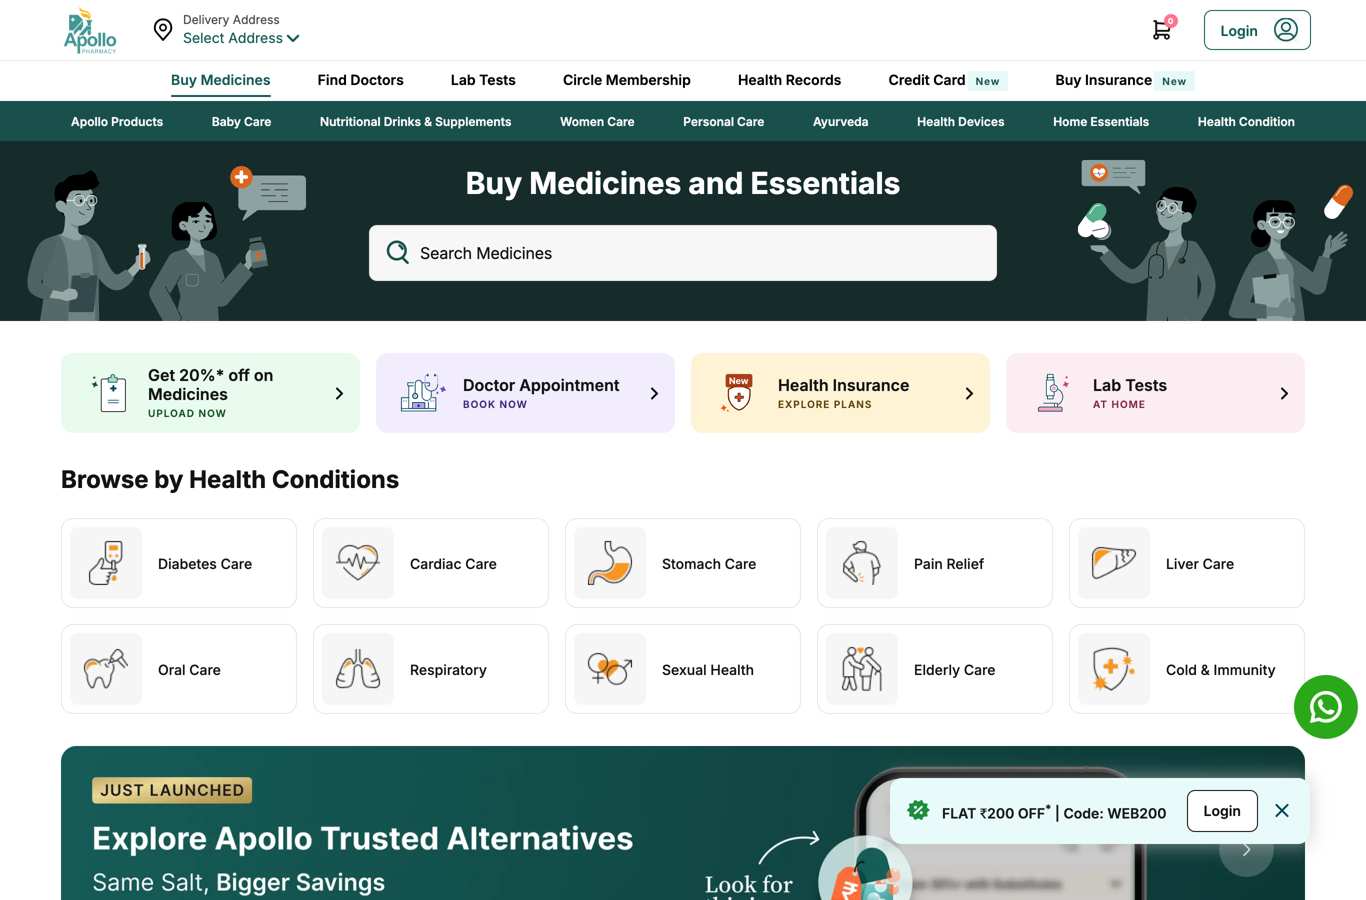 Apollo
PHARMACY
Delivery Address
Select Address
0
Login
Buy Medicines
Find Doctors
Lab Tests
Circle Membership
Health Records
Credit Card New
Buy Insurance New
Apollo Products
Baby Care
Nutritional Drinks & Supplements
Women Care
Personal Care
Ayurveda
Health Devices
Home Essentials
Health Condition
Buy Medicines and Essentials
Search Medicines
Get 20%* off on
Medicines
UPLOAD NOW
Doctor Appointment
BOOK NOW
New
Health Insurance
EXPLORE PLANS
Lab Tests
AT HOME
Browse by Health Conditions
Diabetes Care
Cardiac Care
Stomach Care
Pain Relief
Liver Care
Oral Care
Respiratory
Sexual Health
Elderly Care
Cold & Immunity
JUST LAUNCHED
Explore Apollo Trusted Alternatives
Same Salt, Bigger Savings
Look for
FLAT ₹200 OFF* | Code: WEB200
Login